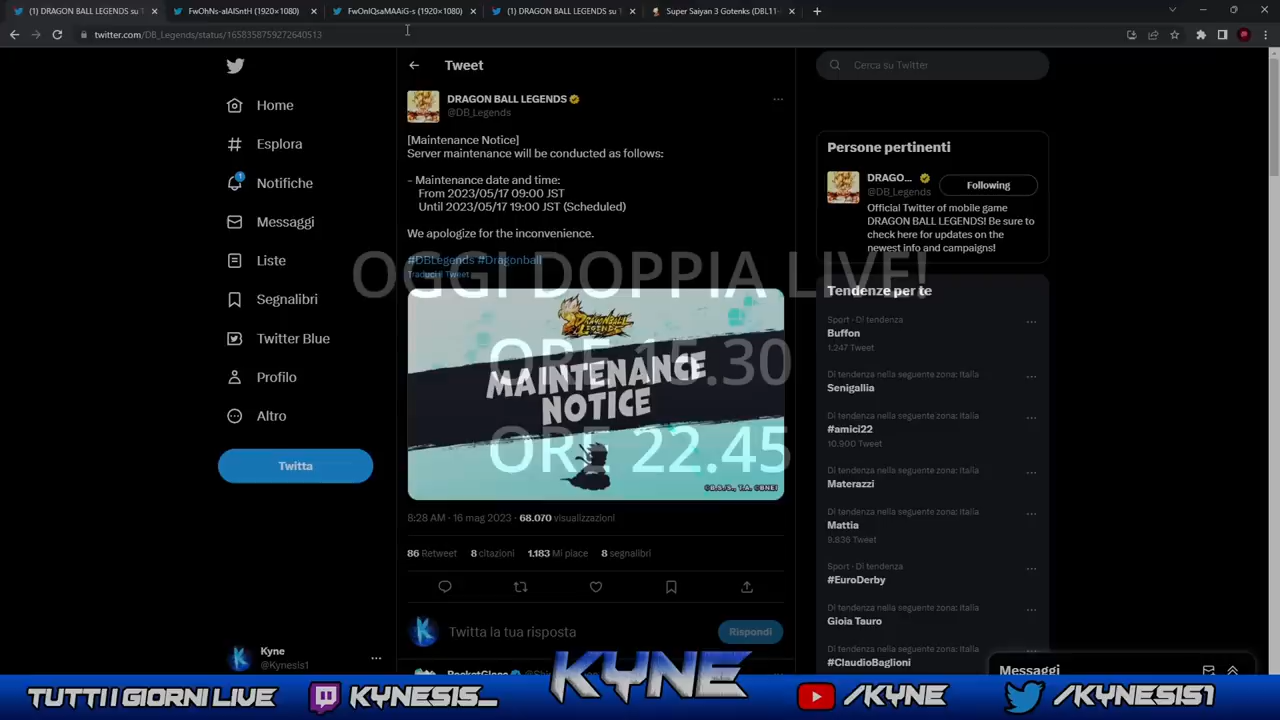 (1) DRAGON BALL LEGENDS su T
FwOhNs-aIAISntH (1920×1080)
FwOnIQsaMAAiG-s (1920×1080)
(1) DRAGON BALL LEGENDS su T
Super Saiyan 3 Gotenks (DBL11-
twitter.com/DB_Legends/status/1658358759272640513
Home
Esplora
1
Notifiche
Messaggi
Liste
Segnalibri
Twitter Blue
Profilo
Altro
Twitta
Kyne
@Kynesis1
Tweet
DRAGON BALL LEGENDS
@DB_Legends
[Maintenance Notice]
Server maintenance will be conducted as follows:
- Maintenance date and time:
From 2023/05/17 09:00 JST
Until 2023/05/17 19:00 JST (Scheduled)
We apologize for the inconvenience.
#DBLegends #Dragonball
Traduci il Tweet
OGGI DOPPIA LIVE!
ORE 15.30
ORE 22.45
DRAGONBALL
LEGENDS
MAINTENANCE
NOTICE
©B.S./S., T.A. ©BNEI
8:28 AM · 16 mag 2023 · 68.070 visualizzazioni
86 Retweet 8 citazioni 1.183 Mi piace 8 segnalibri
Twitta la tua risposta
Rispondi
Cerca su Twitter
Persone pertinenti
DRAGO...
@DB_Legends
Following
Official Twitter of mobile game
DRAGON BALL LEGENDS! Be sure to
check here for updates on the
newest info and campaigns!
Tendenze per te
Sport · Di tendenza
Buffon
1.247 Tweet
Di tendenza nella seguente zona: Italia
Senigallia
Di tendenza nella seguente zona: Italia
#amici22
10.900 Tweet
Di tendenza nella seguente zona: Italia
Materazzi
Di tendenza nella seguente zona: Italia
Mattia
9.836 Tweet
Sport · Di tendenza
#EuroDerby
Di tendenza nella seguente zona: Italia
Gioia Tauro
Di tendenza nella seguente zona: Italia
#ClaudioBaglioni
Messaggi
TUTTI I GIORNI LIVE
KYNESIS_
KYNE
/KYNE
/KYNESIS1